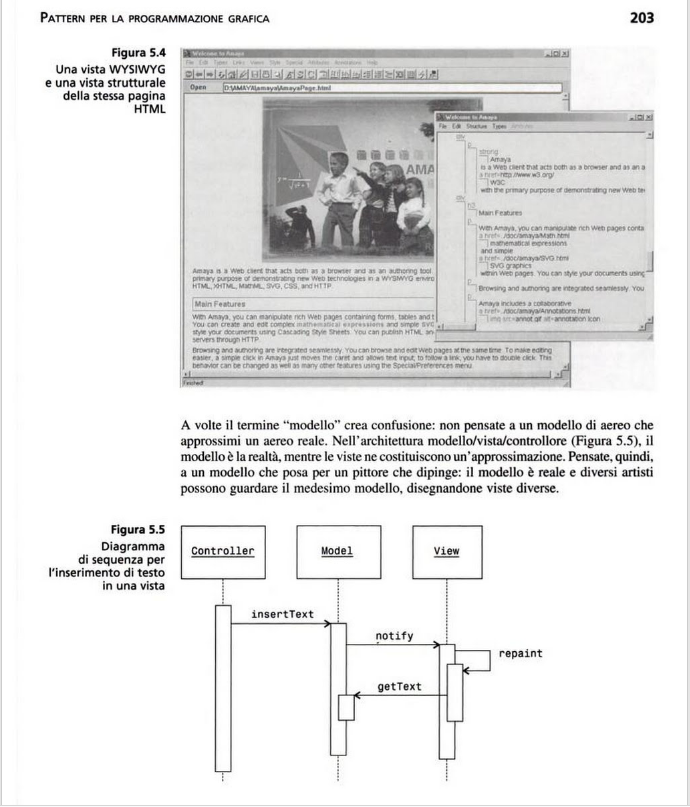 PATTERN PER LA PROGRAMMAZIONE GRAFICA
203
Figura 5.4
Una vista WYSIWYG
e una vista strutturale
della stessa pagina
HTML
Welcome to Amaya
File Edit Types Links Views Style Special Attributes Annotations Help
Open
D:\AMAYA\amaya\AmayaPage.html
AMA
Amaya is a Web client that acts both as a browser and as an authoring tool.
primary purpose of demonstrating new Web technologies in a WYSIWYG enviro
HTML, XHTML, MathML, SVG, CSS, and HTTP.
Main Features
With Amaya, you can manipulate rich Web pages containing forms, tables and
You can create and edit complex mathematical expressions and simple SVG
style your documents using Cascading Style Sheets. You can publish HTML an
servers through HTTP.
Browsing and authoring are integrated seamlessly. You can browse and edit Web pages at the same time. To make editing
easier, a simple click in Amaya just moves the caret and allows text input; to follow a link, you have to double click. This
behavior can be changed as well as many other features using the Special/Preferences menu.
Finished!
Welcome to Amaya
File Edit Structure Types Attributes
div
p
strong
Amaya
is a Web client that acts both as a browser and as an a
a href=http://www.w3.org/
W3C
with the primary purpose of demonstrating new Web te
div
h3
Main Features
p
With Amaya, you can manipulate rich Web pages conta
a href=../doc/amaya/Math.html
mathematical expressions
and simple
a href=../doc/amaya/SVG.html
SVG graphics
within Web pages. You can style your documents using
p
Browsing and authoring are integrated seamlessly. You
p
Amaya includes a collaborative
a href=../doc/amaya/Annotations.html
img src=annot.gif alt=annotation icon
A volte il termine “modello” crea confusione: non pensate a un modello di aereo che
approssimi un aereo reale. Nell’architettura modello/vista/controllore (Figura 5.5), il
modello è la realtà, mentre le viste ne costituiscono un’approssimazione. Pensate, quindi,
a un modello che posa per un pittore che dipinge: il modello è reale e diversi artisti
possono guardare il medesimo modello, disegnandone viste diverse.
Figura 5.5
Diagramma
di sequenza per
l’inserimento di testo
in una vista
Controller
Model
View
insertText
notify
repaint
getText